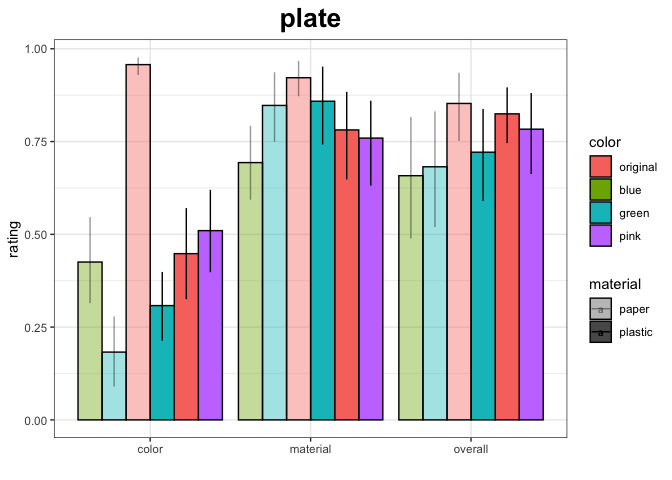 plate
1.00
0.75
0.50
0.25
0.00
rating
color
material
overall
color
original
blue
green
pink
material
a paper
a plastic